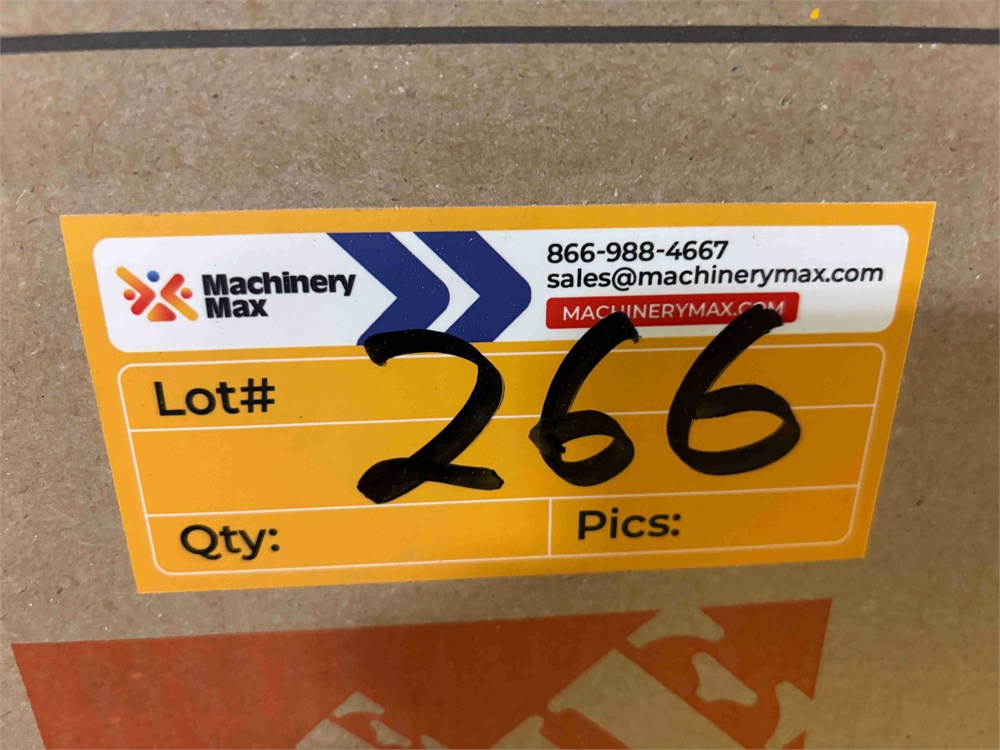 Machinery
Max
866-988-4667
sales@machinerymax.com
MACHINERYMAX.COM
Lot# 266
Qty:
Pics: